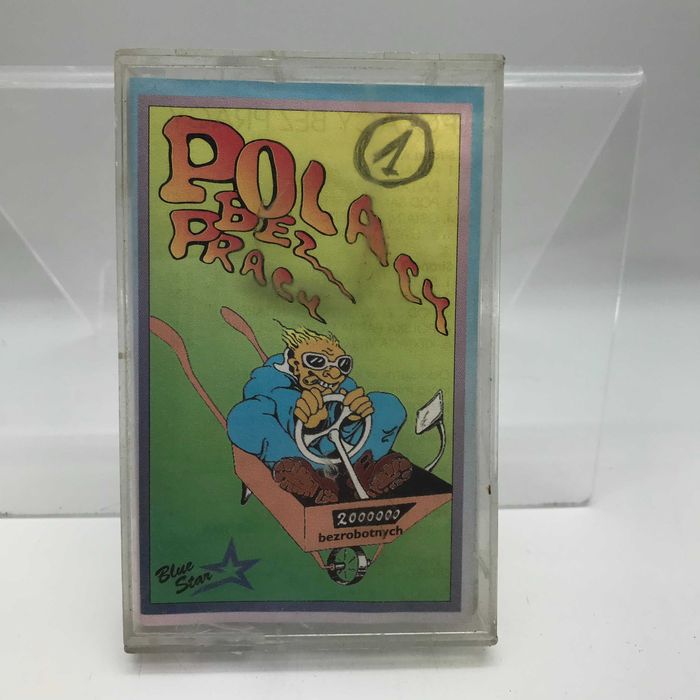 POLACY
BEZ
PRACY
1
2000000
bezrobotnych
Blue
Star